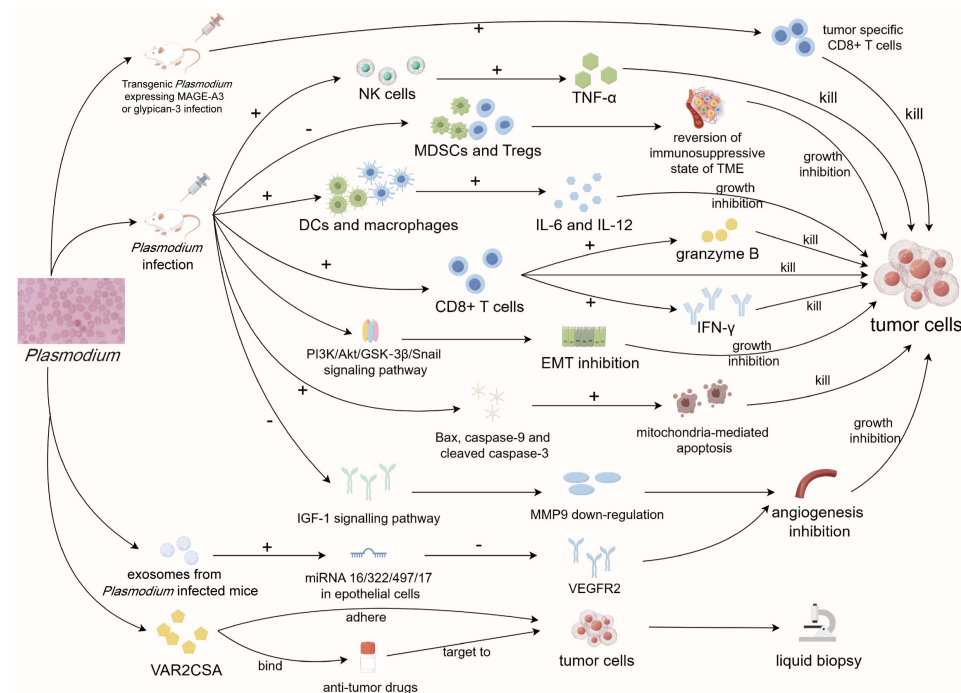 +
tumor specific
CD8+ T cells
Transgenic Plasmodium
expressing MAGE-A3
or glypican-3 infection
+
NK cells
+
TNF-α
kill
kill
-
MDSCs and Tregs
reversion of
immunosuppressive
state of TME
growth
inhibition
+
DCs and macrophages
+
IL-6 and IL-12
growth
inhibition
Plasmodium
infection
+
CD8+ T cells
+
granzyme B
kill
kill
+
IFN-γ
kill
tumor cells
Plasmodium
PI3K/Akt/GSK-3β/Snail
signaling pathway
EMT inhibition
growth
inhibition
+
Bax, caspase-9 and
cleaved caspase-3
+
mitochondria-mediated
apoptosis
kill
growth
inhibition
-
IGF-1 signalling pathway
MMP9 down-regulation
angiogenesis
inhibition
exosomes from
Plasmodium infected mice
+
miRNA 16/322/497/17
in epothelial cells
-
VEGFR2
VAR2CSA
adhere
bind
anti-tumor drugs
target to
tumor cells
liquid biopsy